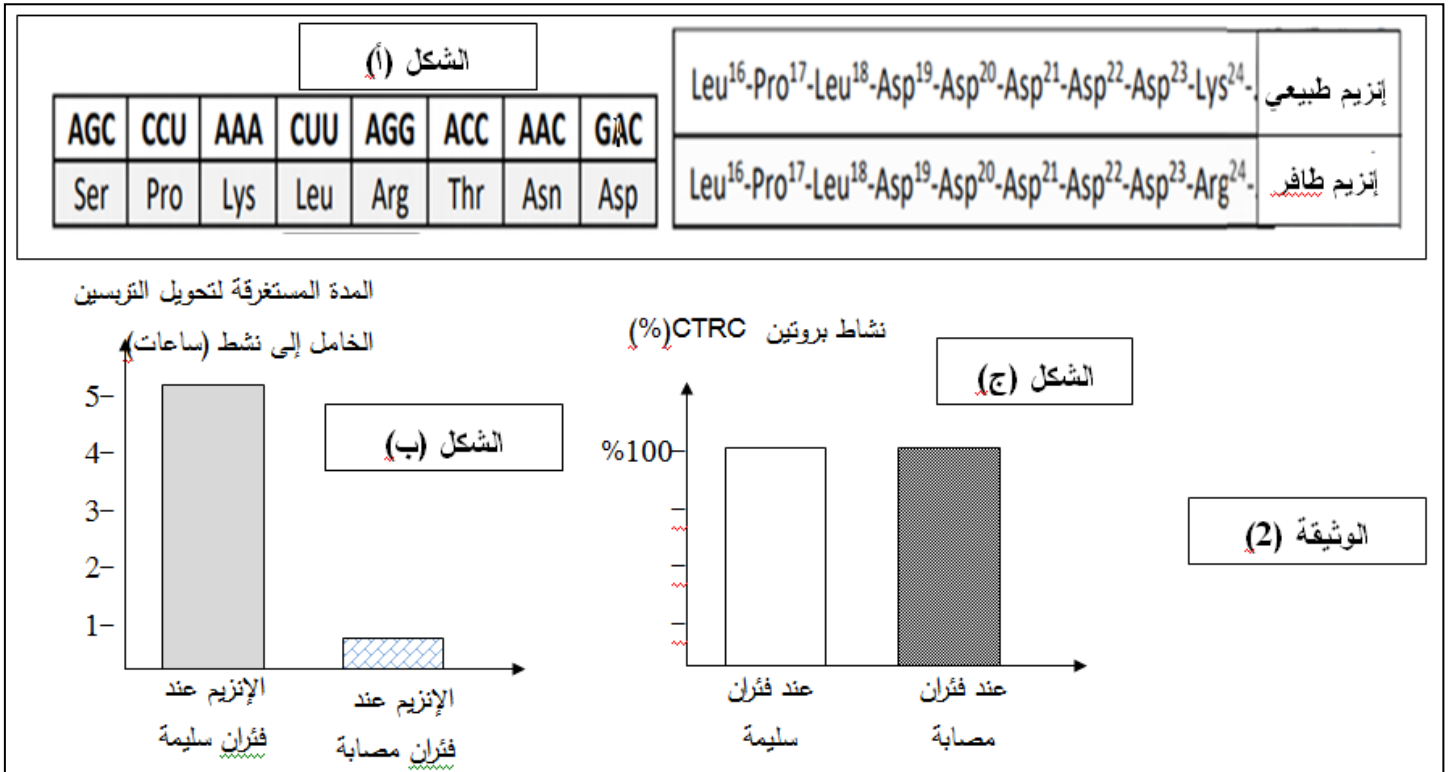 الشكل (أ)
AGC CCU AAA CUU AGG ACC AAC GAC
Ser Pro Lys Leu Arg Thr Asn Asp
إنزيم طبيعي Leu16-Pro17-Leu18-Asp19-Asp20-Asp21-Asp22-Asp23-Lys24-
إنزيم طافر Leu16-Pro17-Leu18-Asp19-Asp20-Asp21-Asp22-Asp23-Arg24-
المدة المستغرقة لتحويل التربسين
الخامل إلى نشط (ساعات)
5
4
3
2
1
الشكل (ب)
الإنزيم عند
فئران سليمة
الإنزيم عند
فئران مصابة
نشاط بروتين CTRC(%)
الشكل (ج)
%100
عند فئران
سليمة
عند فئران
مصابة
الوثيقة (2)